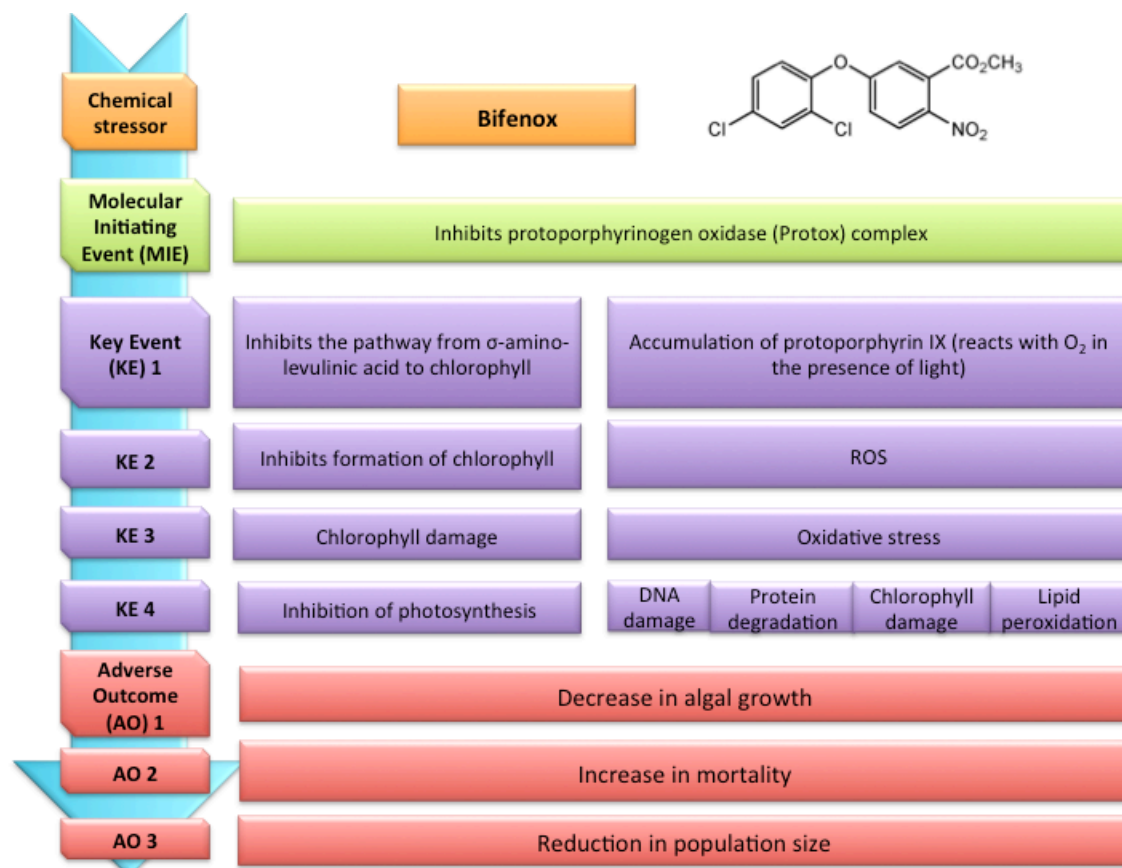 Chemical
stressor
Bifenox
O
CO₂CH₃
Cl
Cl
NO₂
Molecular
Initiating
Event (MIE)
Inhibits protoporphyrinogen oxidase (Protox) complex
Key Event
(KE) 1
Inhibits the pathway from σ-amino-
levulinic acid to chlorophyll
Accumulation of protoporphyrin IX (reacts with O₂ in
the presence of light)
KE 2
Inhibits formation of chlorophyll
ROS
KE 3
Chlorophyll damage
Oxidative stress
KE 4
Inhibition of photosynthesis
DNA
damage
Protein
degradation
Chlorophyll
damage
Lipid
peroxidation
Adverse
Outcome
(AO) 1
Decrease in algal growth
AO 2
Increase in mortality
AO 3
Reduction in population size